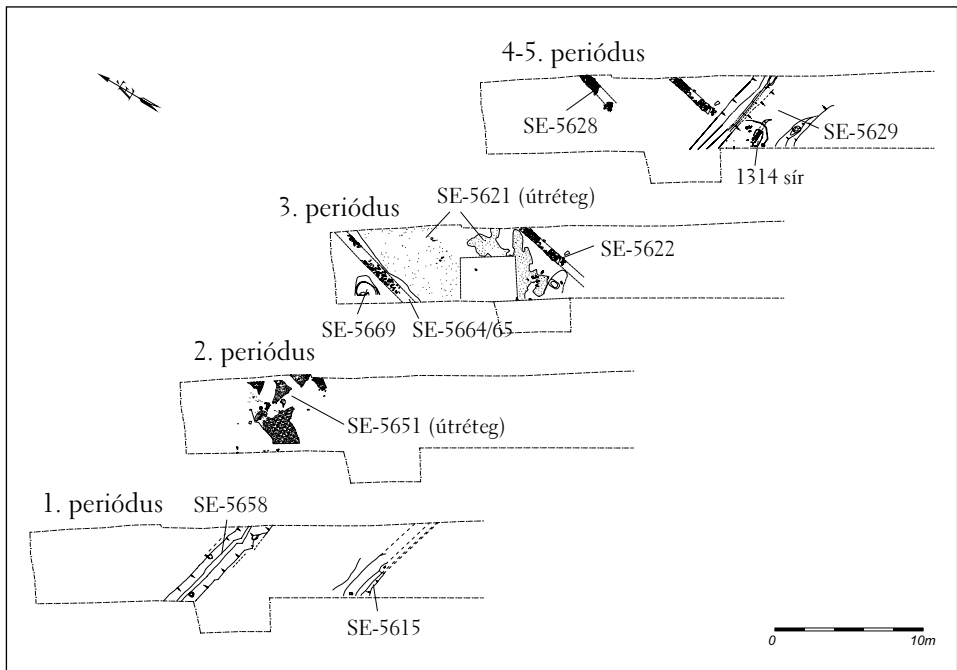 4-5. periódus
SE-5628
SE-5629
1314 sír
SE-5621 (útréteg)
3. periódus
SE-5622
SE-5669
SE-5664/65
2. periódus
SE-5651 (útréteg)
1. periódus
SE-5658
SE-5615
0
10m